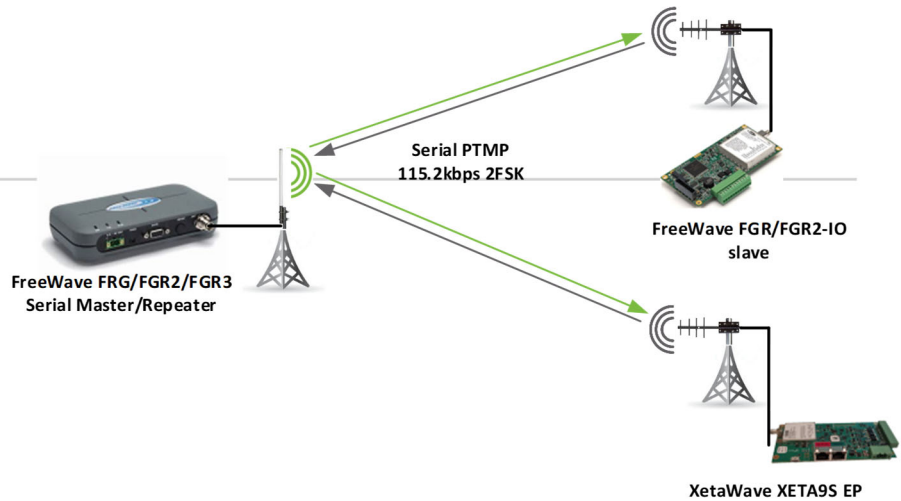 Serial PTMP
115.2kbps 2FSK
FreeWave FRG/FGR2/FGR3
Serial Master/Repeater
FreeWave FGR/FGR2-IO
slave
XetaWave XETA9S EP